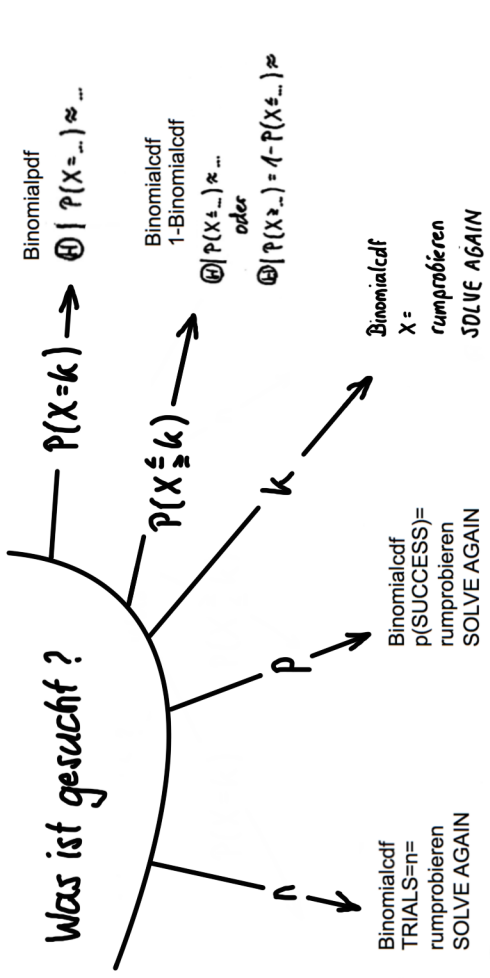 Was ist gesucht?
n
Binomialcdf
TRIALS=n=
rumprobieren
SOLVE AGAIN
p
Binomialcdf
p(SUCCESS)=
rumprobieren
SOLVE AGAIN
k
Binomialcdf
X =
rumprobieren
SOLVE AGAIN
P(X≦≧k)
Binomialcdf
1-Binomialcdf
Ⓗ| P(X≤…) ≈ …
oder
Ⓗ| P(X≥…) = 1-P(X≤…) ≈
P(X=k)
Binomialpdf
Ⓗ| P(X=…) ≈ …